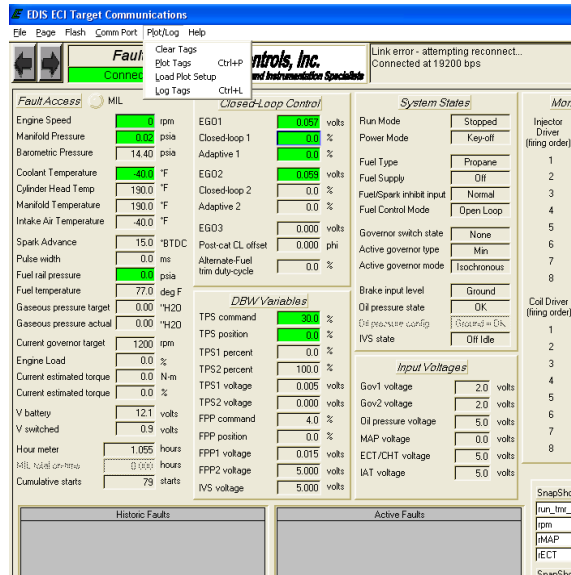 EDIS ECI Target Communications
File Page Flash Comm Port Plot/Log Help
Clear Tags
Plot Tags Ctrl+P
Load Plot Setup
Log Tags Ctrl+L
Connected at 19200 bps
Link error - attempting reconnect...
ntrols, Inc.
and Instrumentation Specialists
Fault Access MIL
Engine Speed 0 rpm
Manifold Pressure 0.02 psia
Barometric Pressure 14.40 psia
Coolant Temperature -40.0 °F
Cylinder Head Temp 190.0 °F
Manifold Temperature 190.0 °F
Intake Air Temperature -40.0 °F
Spark Advance 15.0 °BTDC
Pulse width 0.0 ms
Fuel rail pressure 0.0 psia
Fuel temperature 77.0 deg F
Gaseous pressure target 0.00 "H2O
Gaseous pressure actual 0.00 "H2O
Current governor target 1200 rpm
Engine Load 0.0 %
Current estimated torque 0.0 N-m
Current estimated torque 0.0 %
V battery 12.1 volts
V switched 0.9 volts
Hour meter 1.055 hours
MIL total on-time 0.000 hours
Cumulative starts 79 starts
Closed-Loop Control
EGO1 0.057 volts
Closed-loop 1 0.0 %
Adaptive 1 0.0 %
EGO2 0.059 volts
Closed-loop 2 0.0 %
Adaptive 2 0.0 %
EGO3 0.000 volts
Post-cat CL offset 0.000 phi
Alternate-Fuel
trim duty-cycle 0.0 %
DBW Variables
TPS command 30.0 %
TPS position 0.0 %
TPS1 percent 0.0 %
TPS2 percent 100.0 %
TPS1 voltage 0.005 volts
TPS2 voltage 0.000 volts
FPP command 4.0 %
FPP position 0.0 %
FPP1 voltage 0.015 volts
FPP2 voltage 5.000 volts
IVS voltage 5.000 volts
System States
Run Mode Stopped
Power Mode Key-off
Fuel Type Propane
Fuel Supply Off
Fuel/Spark inhibit input Normal
Fuel Control Mode Open Loop
Governor switch state None
Active governor type Min
Active governor mode Isochronous
Brake input level Ground
Oil pressure state OK
Oil pressure config Ground = OK
IVS state Off Idle
Input Voltages
Gov1 voltage 2.0 volts
Gov2 voltage 2.0 volts
Oil pressure voltage 5.0 volts
MAP voltage 0.0 volts
ECT/CHT voltage 5.0 volts
IAT voltage 5.0 volts
Injector
Driver
(firing order)
1
2
3
4
5
6
7
8
Coil Driver
(firing order)
1
2
3
4
5
6
7
8
SnapSho
run_tmr_
rpm
rMAP
rECT
Historic Faults
Active Faults